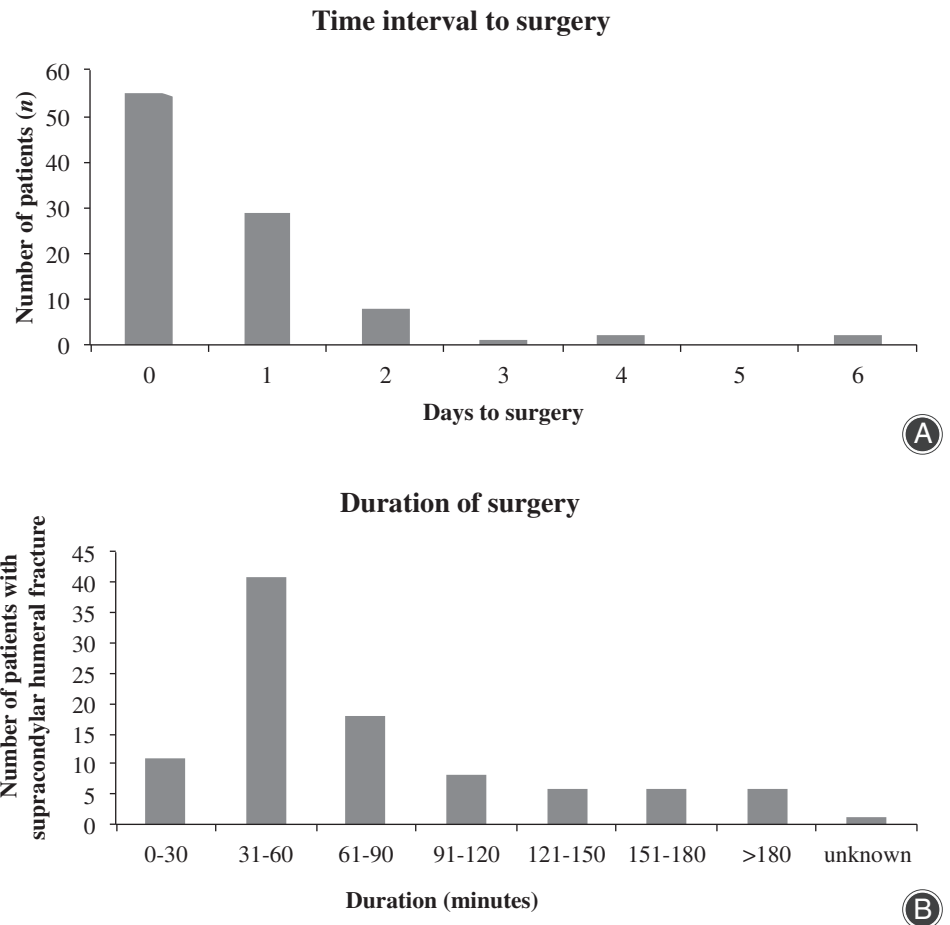 Time interval to surgery
Number of patients (n)
60
50
40
30
20
10
0
0 1 2 3 4 5 6
Days to surgery
A
Duration of surgery
Number of patients with
supracondylar humeral fracture
45
40
35
30
25
20
15
10
5
0
0-30 31-60 61-90 91-120 121-150 151-180 >180 unknown
Duration (minutes)
B